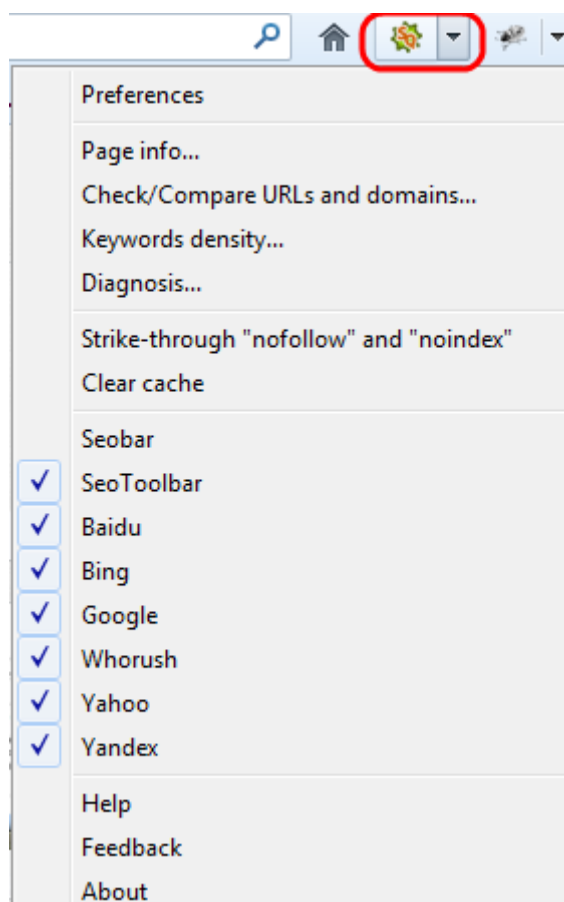 Preferences
Page info...
Check/Compare URLs and domains...
Keywords density...
Diagnosis...
Strike-through "nofollow" and "noindex"
Clear cache
Seobar
SeoToolbar
Baidu
Bing
Google
Whorush
Yahoo
Yandex
Help
Feedback
About